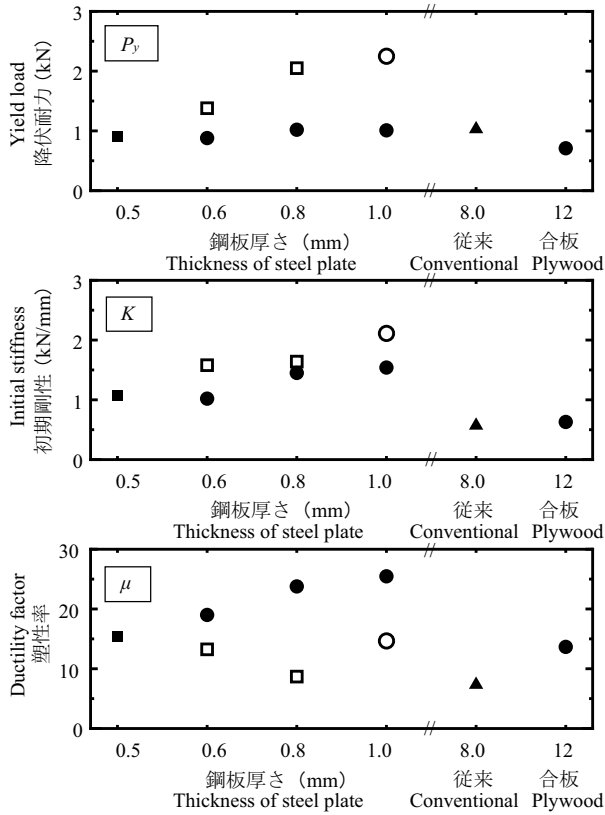 3
P_y
2
1
0
Yield load
降伏耐力 (kN)
0.5 0.6 0.8 1.0 // 8.0 12
鋼板厚さ (mm) 従来 合板
Thickness of steel plate Conventional Plywood
3
K
2
1
0
Initial stiffness
初期剛性 (kN/mm)
0.5 0.6 0.8 1.0 // 8.0 12
鋼板厚さ (mm) 従来 合板
Thickness of steel plate Conventional Plywood
30
μ
20
10
0
Ductility factor
塑性率
0.5 0.6 0.8 1.0 // 8.0 12
鋼板厚さ (mm) 従来 合板
Thickness of steel plate Conventional Plywood